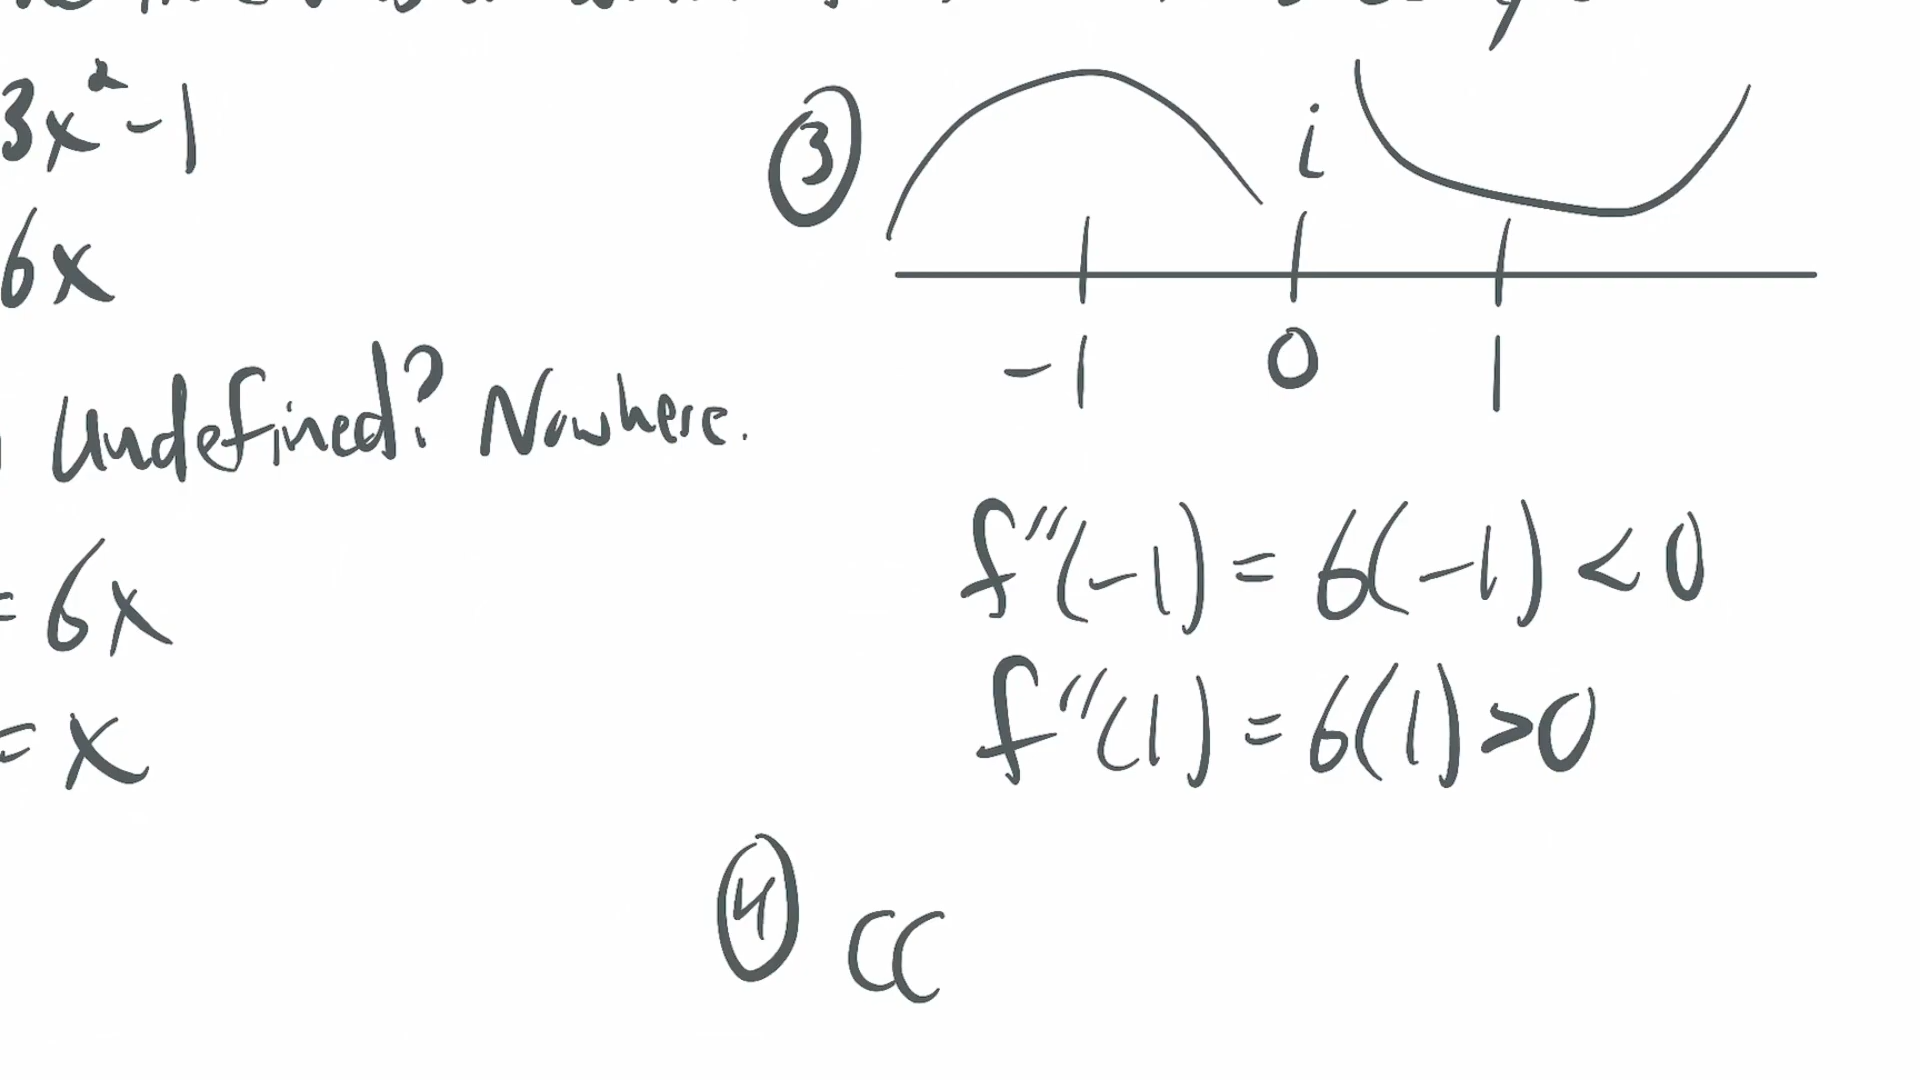 3x²-1
6x
Undefined? Nowhere.
= 6x
= x
③
i
-1 0 1
f"(-1) = 6(-1) < 0
f"(1) = 6(1) > 0
④ CC